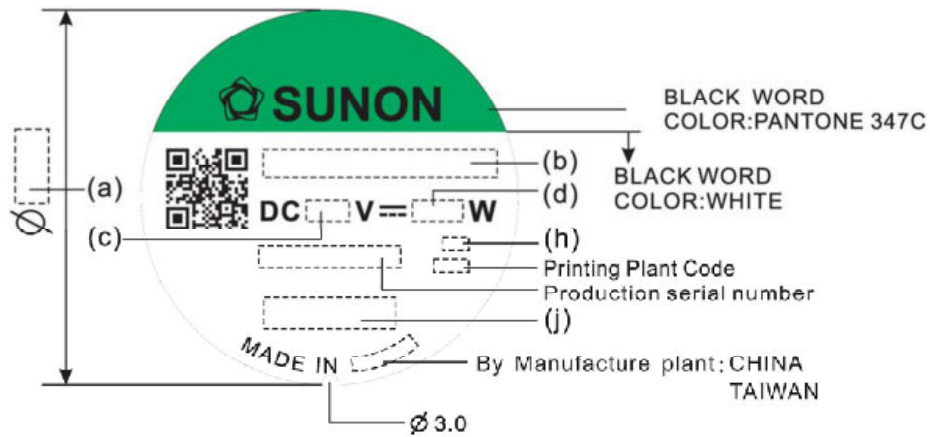 SUNON
BLACK WORD
COLOR:PANTONE 347C
(a)
Ø
(b)
BLACK WORD
COLOR:WHITE
DC V W
(d)
(c)
(h)
Printing Plant Code
Production serial number
(j)
MADE IN
By Manufacture plant: CHINA
TAIWAN
Ø 3.0